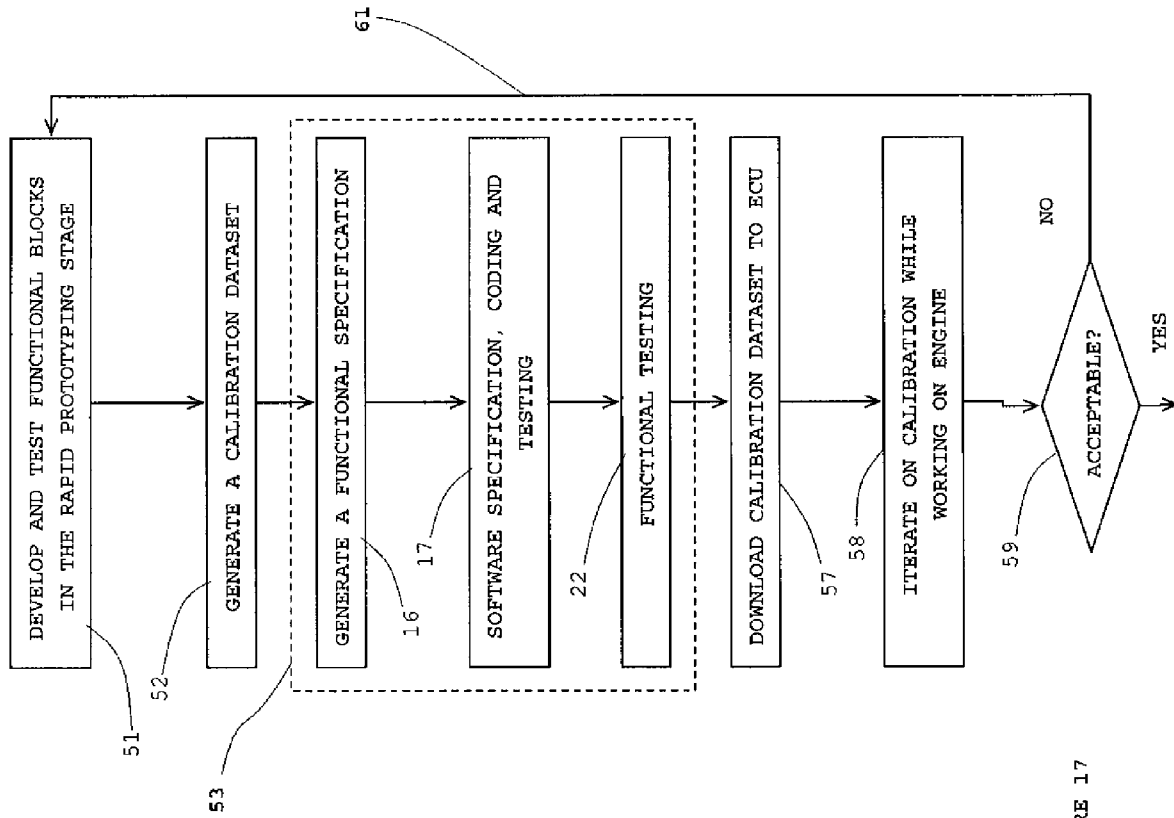 61
DEVELOP AND TEST FUNCTIONAL BLOCKS
IN THE RAPID PROTOTYPING STAGE
51
GENERATE A CALIBRATION DATASET
52
53
GENERATE A FUNCTIONAL SPECIFICATION
16
SOFTWARE SPECIFICATION, CODING AND
TESTING
17
FUNCTIONAL TESTING
22
DOWNLOAD CALIBRATION DATASET TO ECU
57
ITERATE ON CALIBRATION WHILE
WORKING ON ENGINE
58
ACCEPTABLE?
59
NO
YES
RE 17